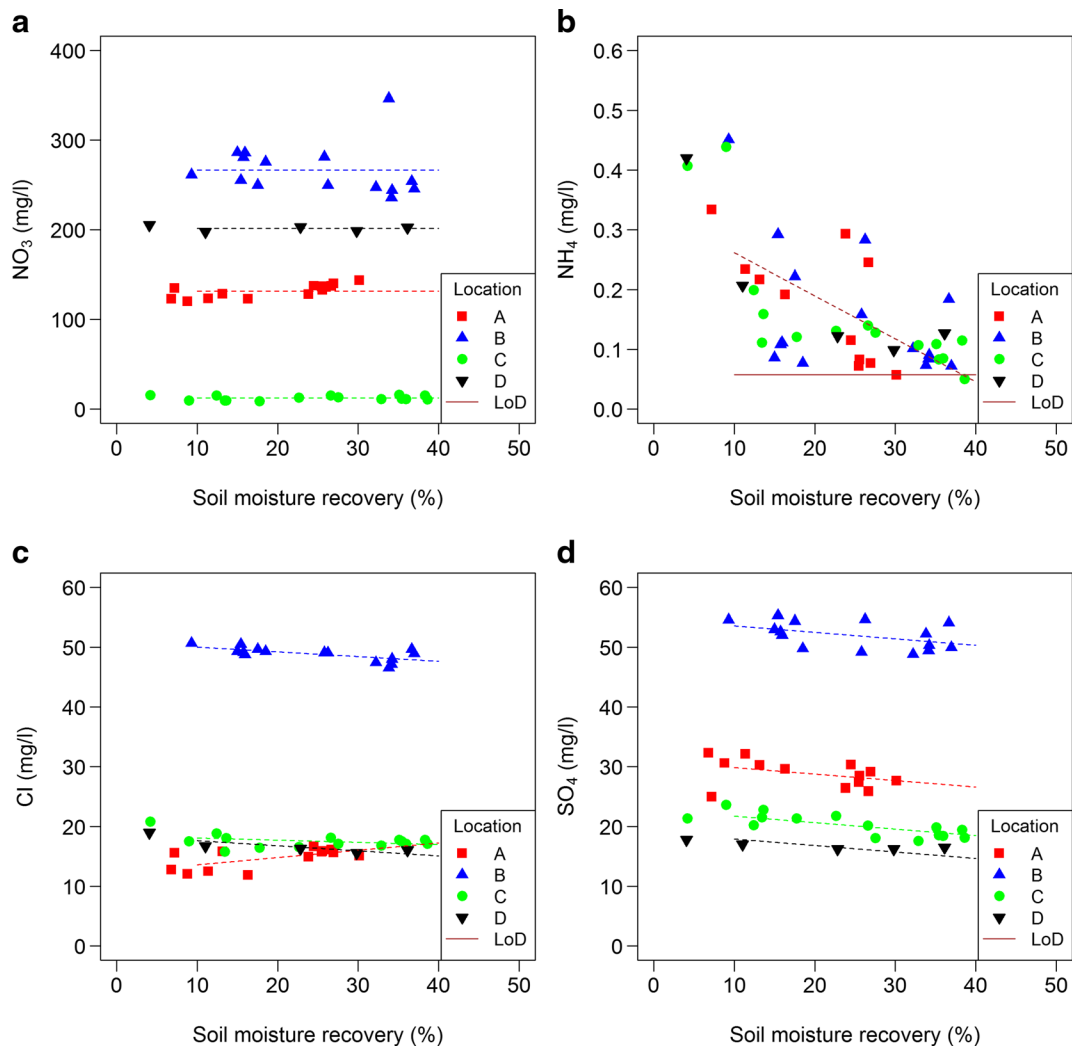 a
NO3 (mg/l)
400
300
200
100
0
0 10 20 30 40 50
Soil moisture recovery (%)
Location
A
B
C
D
LoD
b
NH4 (mg/l)
0.6
0.5
0.4
0.3
0.2
0.1
0.0
0 10 20 30 40 50
Soil moisture recovery (%)
Location
A
B
C
D
LoD
c
Cl (mg/l)
60
50
40
30
20
10
0
0 10 20 30 40 50
Soil moisture recovery (%)
Location
A
B
C
D
LoD
d
SO4 (mg/l)
60
50
40
30
20
10
0
0 10 20 30 40 50
Soil moisture recovery (%)
Location
A
B
C
D
LoD